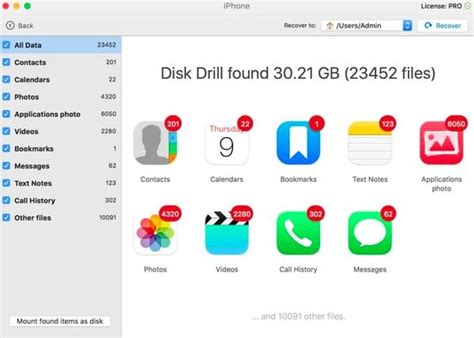 iPhone
License: PRO
Back
Recover to:
/Users/Admin
Recover
All Data 23452
Contacts 201
Calendars 22
Photos 4320
Applications photo 6050
Videos 2280
Bookmarks 1
Messages 62
Text Notes 123
Call History 302
Other files 10091
Mount found items as disk
Disk Drill found 30.21 GB (23452 files)
201
Contacts
22
Thursday
9
Calendars
1
Bookmarks
123
Text Notes
6050
Applications
photo
4320
Photos
2280
Videos
302
Call History
62
Messages
... and 10091 other files.